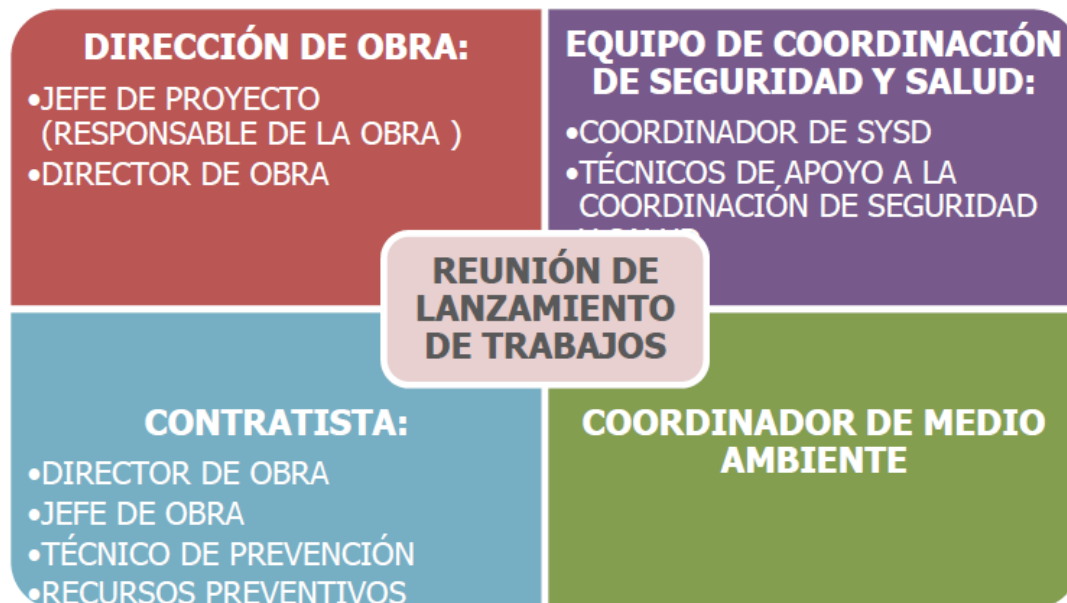 DIRECCIÓN DE OBRA:
•JEFE DE PROYECTO
(RESPONSABLE DE LA OBRA )
•DIRECTOR DE OBRA
EQUIPO DE COORDINACIÓN
DE SEGURIDAD Y SALUD:
•COORDINADOR DE SYSD
•TÉCNICOS DE APOYO A LA
COORDINACIÓN DE SEGURIDAD
REUNIÓN DE
LANZAMIENTO
DE TRABAJOS
CONTRATISTA:
•DIRECTOR DE OBRA
•JEFE DE OBRA
•TÉCNICO DE PREVENCIÓN
•RECURSOS PREVENTIVOS
COORDINADOR DE MEDIO
AMBIENTE